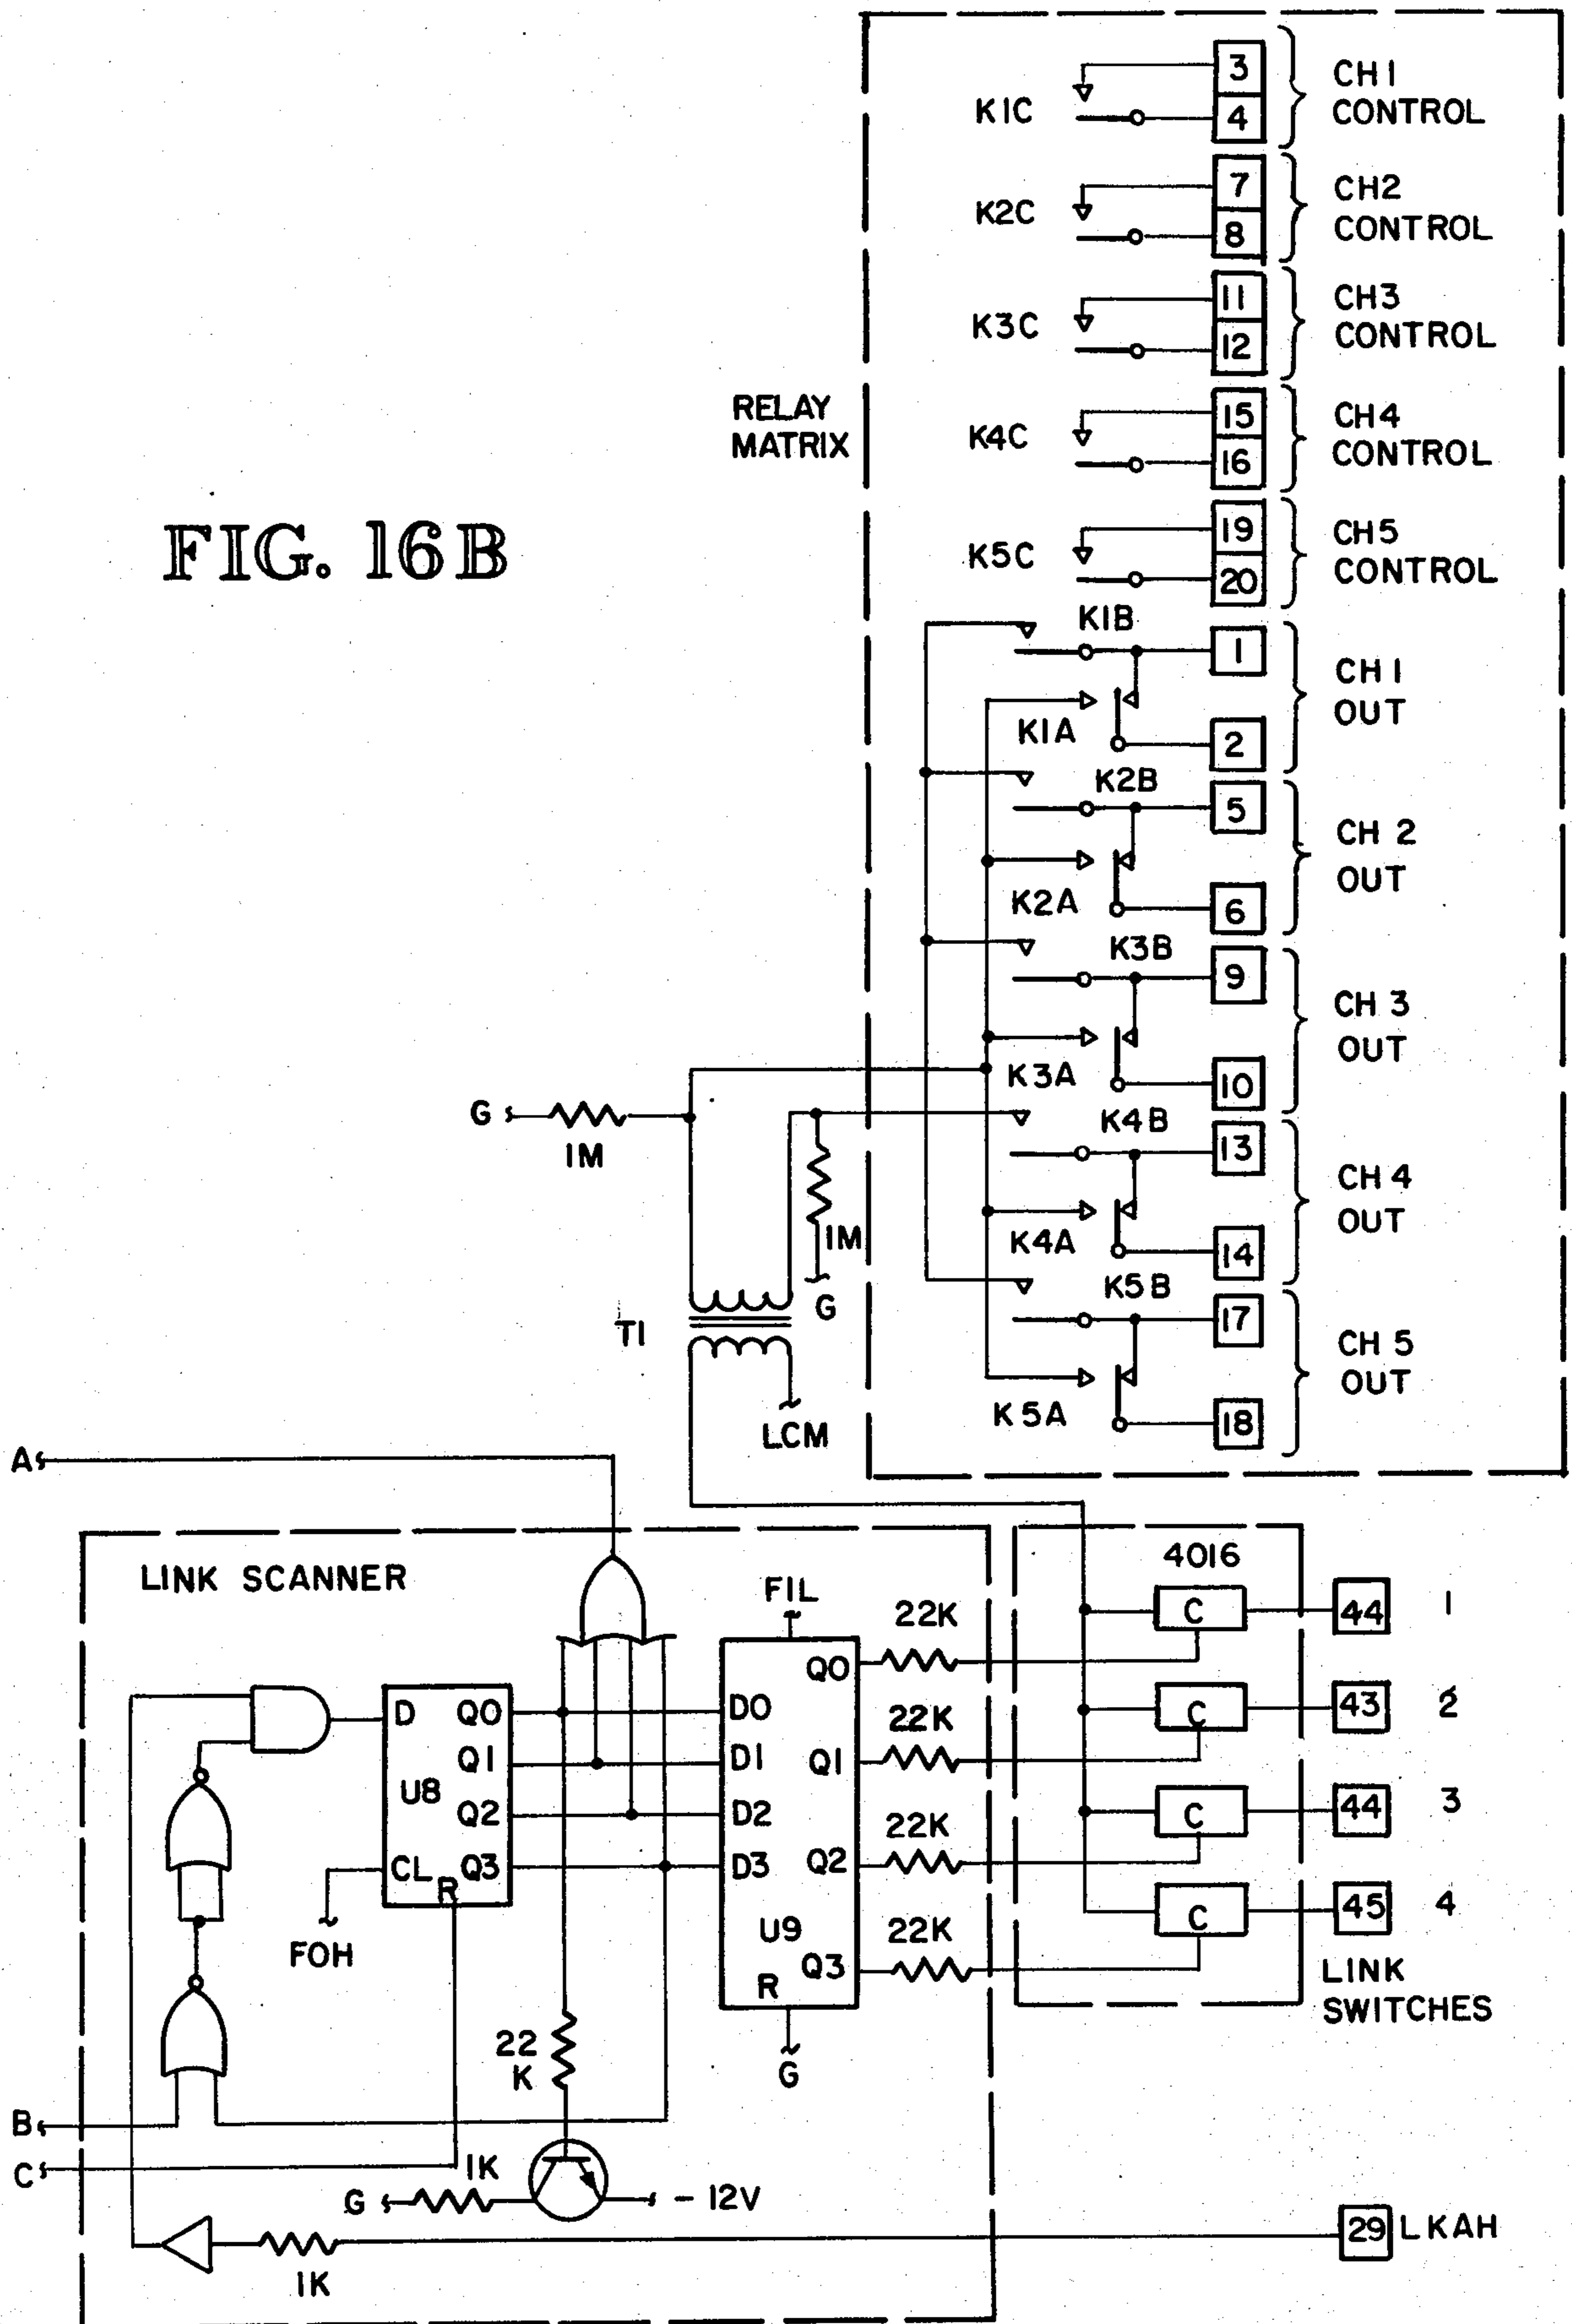 3
CH1
K1C
4
CONTROL
7
CH2
K2C
8
CONTROL
11
CH3
K3C
12
CONTROL
RELAY
MATRIX
15
CH4
K4C
16
CONTROL
FIG. 16B
19
CH5
K5C
20
CONTROL
K1B
1
CH1
OUT
K1A
2
K2B
5
CH 2
OUT
K2A
6
K3B
9
CH 3
OUT
K3A
10
G
1M
K4B
13
CH 4
OUT
1M
K4A
14
G
K5B
17
T1
CH 5
OUT
K5A
18
LCM
A
LINK SCANNER
4016
FIL
22K
C
44
1
Q0
D
Q0
D0
22K
C
43
2
Q1
D1
Q1
U8
Q2
D2
22K
C
44
3
CL
Q3
D3
Q2
R
FOH
U9
22K
C
45
4
Q3
R
LINK
SWITCHES
22
K
G
B
C
1K
G
- 12V
29
LKAH
1K